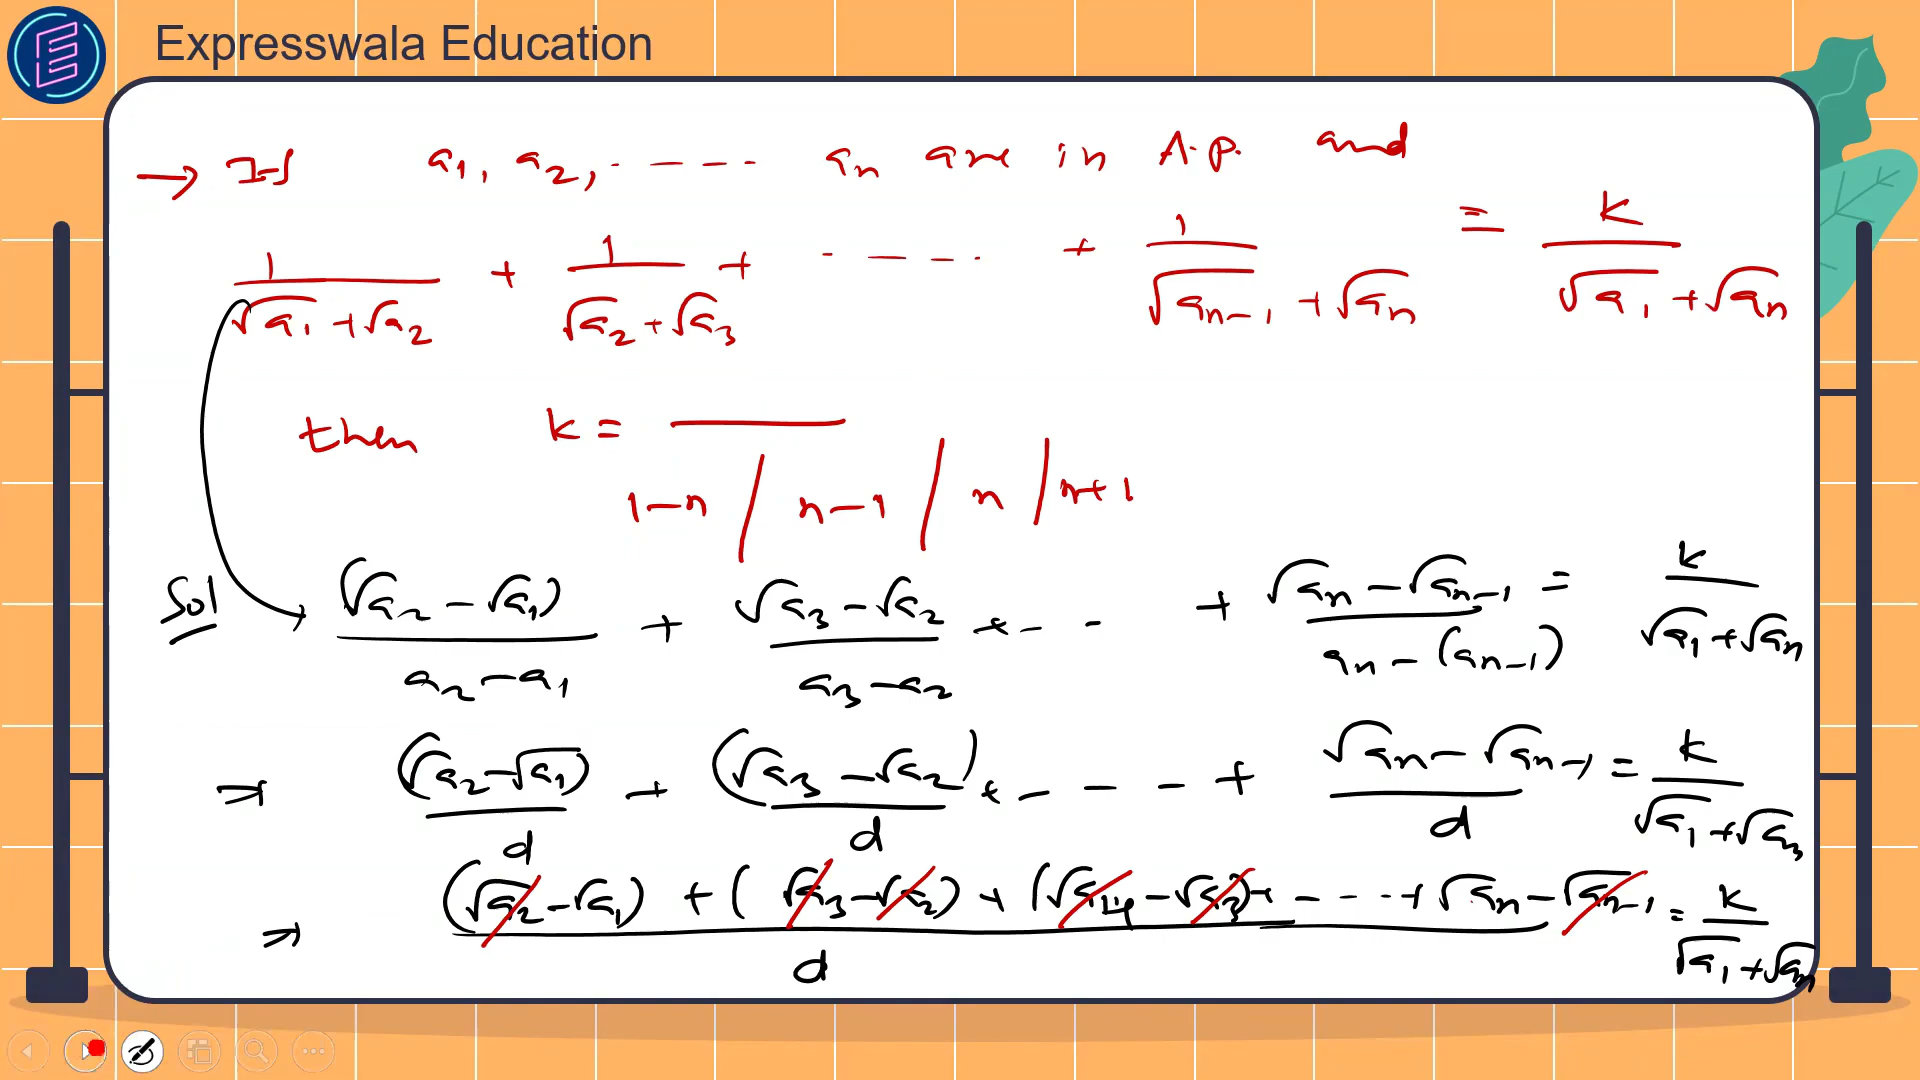 Expresswala Education
→ If a₁, a₂, ----- aₙ are in A.P. and
1/(√a₁+√a₂) + 1/(√a₂+√a₃) + ----- + 1/(√aₙ₋₁+√aₙ) = k/(√a₁+√aₙ)
then k = ____
1-n / n-1 / n / n+1
Sol (√a₂-√a₁)/(a₂-a₁) + (√a₃-√a₂)/(a₃-a₂) +-- + (√aₙ-√aₙ₋₁)/(aₙ-(aₙ₋₁)) = k/(√a₁+√aₙ)
⇒ (√a₂-√a₁)/d + (√a₃-√a₂)/d +---- + (√aₙ-√aₙ₋₁)/d = k/(√a₁+√aₙ)
⇒ ((√a₂-√a₁) + (√a₃-√a₂) + (√a₄-√a₃)+----+√aₙ-√aₙ₋₁)/d = k/(√a₁+√aₙ)